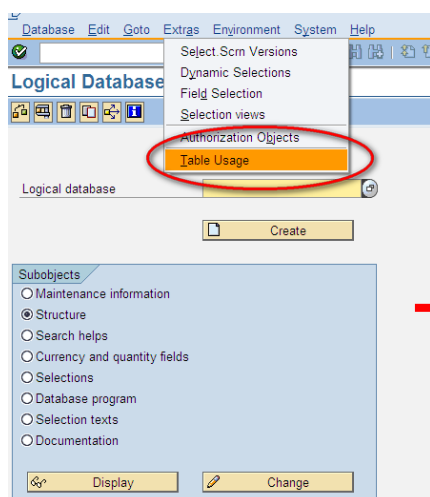 Database Edit Goto Extras Environment System Help
Select.Scrn Versions
Dynamic Selections
Logical Database
Field Selection
Selection views
Authorization Objects
Table Usage
Logical database
Create
Subobjects
Maintenance information
Structure
Search helps
Currency and quantity fields
Selections
Database program
Selection texts
Documentation
Display Change